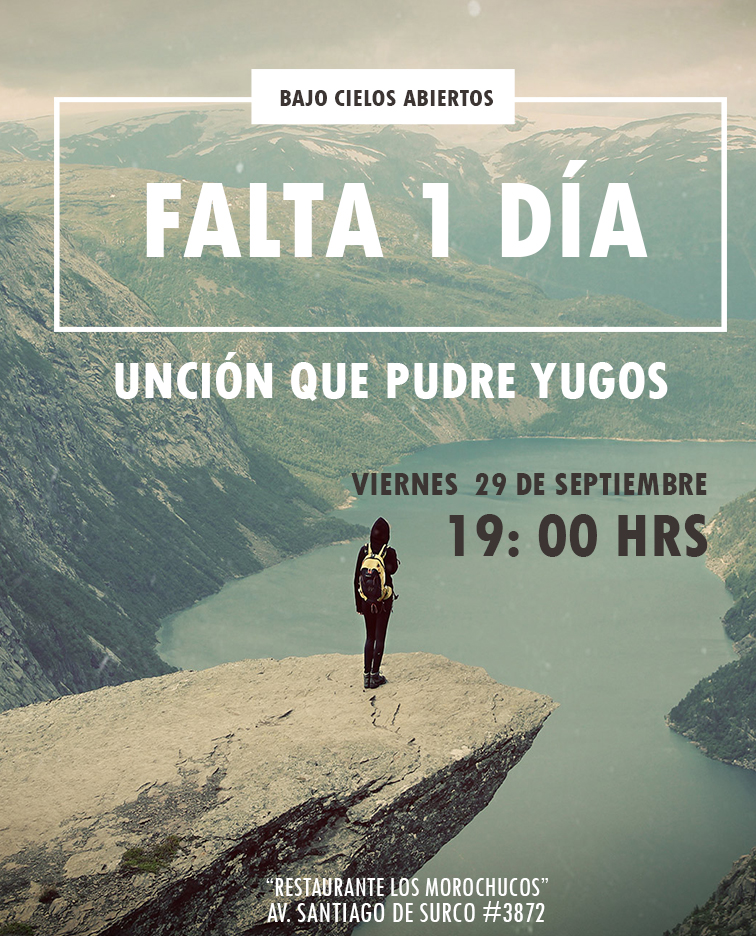 BAJO CIELOS ABIERTOS
FALTA 1 DÍA
UNCIÓN QUE PUDRE YUGOS
VIERNES 29 DE SEPTIEMBRE
19: 00 HRS
“RESTAURANTE LOS MOROCHUCOS”
AV. SANTIAGO DE SURCO #3872